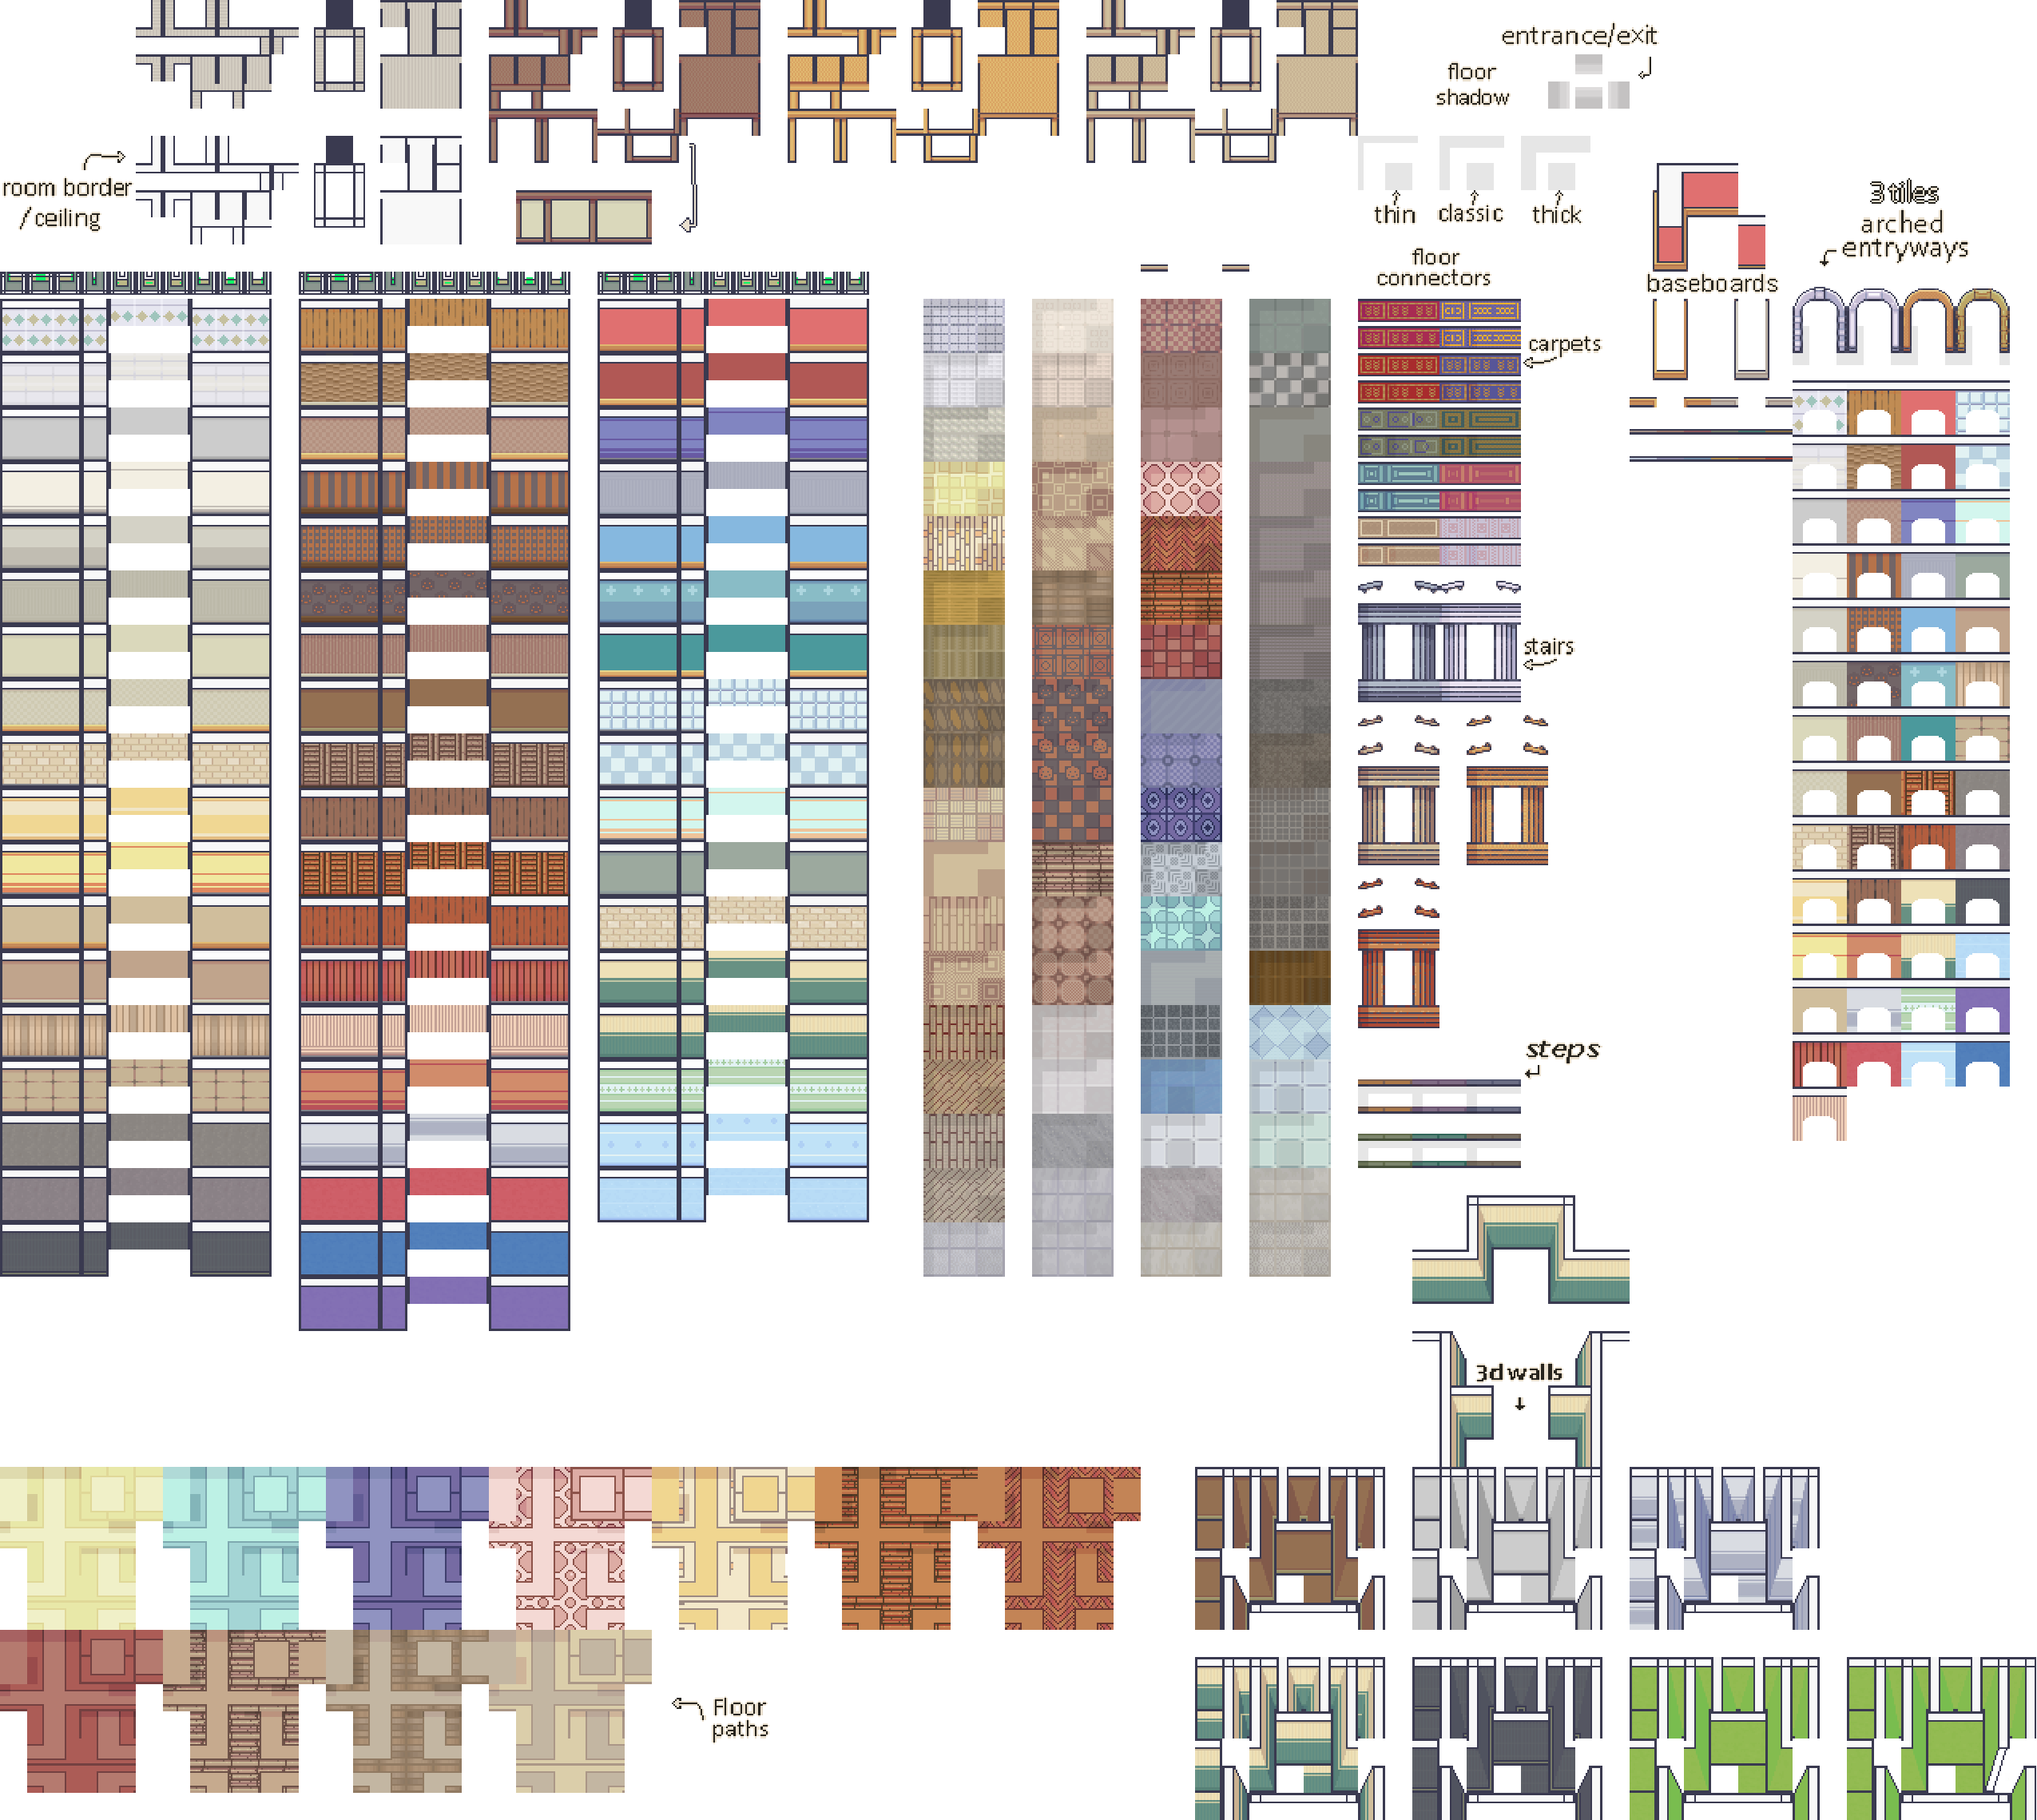 entrance/exit
floor
shadow
room border
/ceiling
thin classic thick
3 tiles
arched
entryways
floor
connectors
baseboards
carpets
stairs
steps
3d walls
Floor
paths